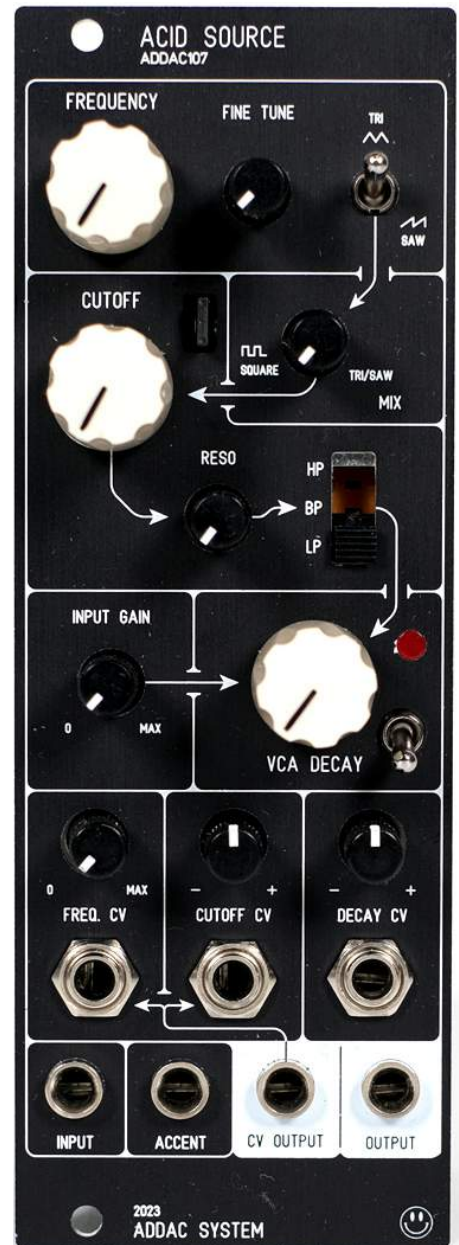 ACID SOURCE
ADDAC107
FREQUENCY
FINE TUNE
TRI
SAW
CUTOFF
SQUARE
TRI/SAW
MIX
RESO
HP
BP
LP
INPUT GAIN
0 MAX
VCA DECAY
0 MAX
- +
- +
FREQ. CV
CUTOFF CV
DECAY CV
INPUT
ACCENT
CV OUTPUT
OUTPUT
2023
ADDAC SYSTEM